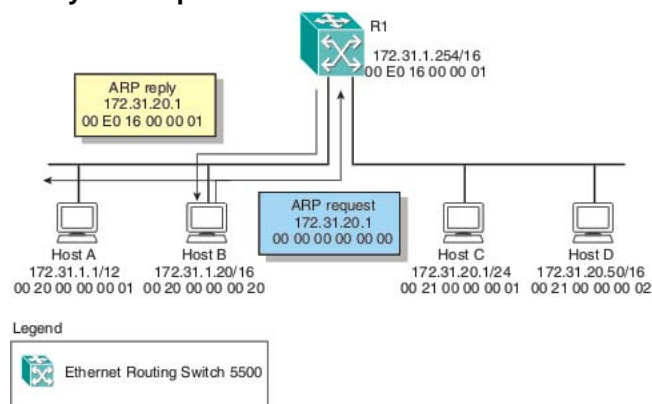 R1
172.31.1.254/16
00 E0 16 00 00 01
ARP reply
172.31.20.1
00 E0 16 00 00 01
ARP request
172.31.20.1
00 00 00 00 00 00
Host A
172.31.1.1/12
00 20 00 00 00 01
Host B
172.31.1.20/16
00 20 00 00 00 20
Host C
172.31.20.1/24
00 21 00 00 00 01
Host D
172.31.20.50/16
00 21 00 00 00 02
Legend
Ethernet Routing Switch 5500